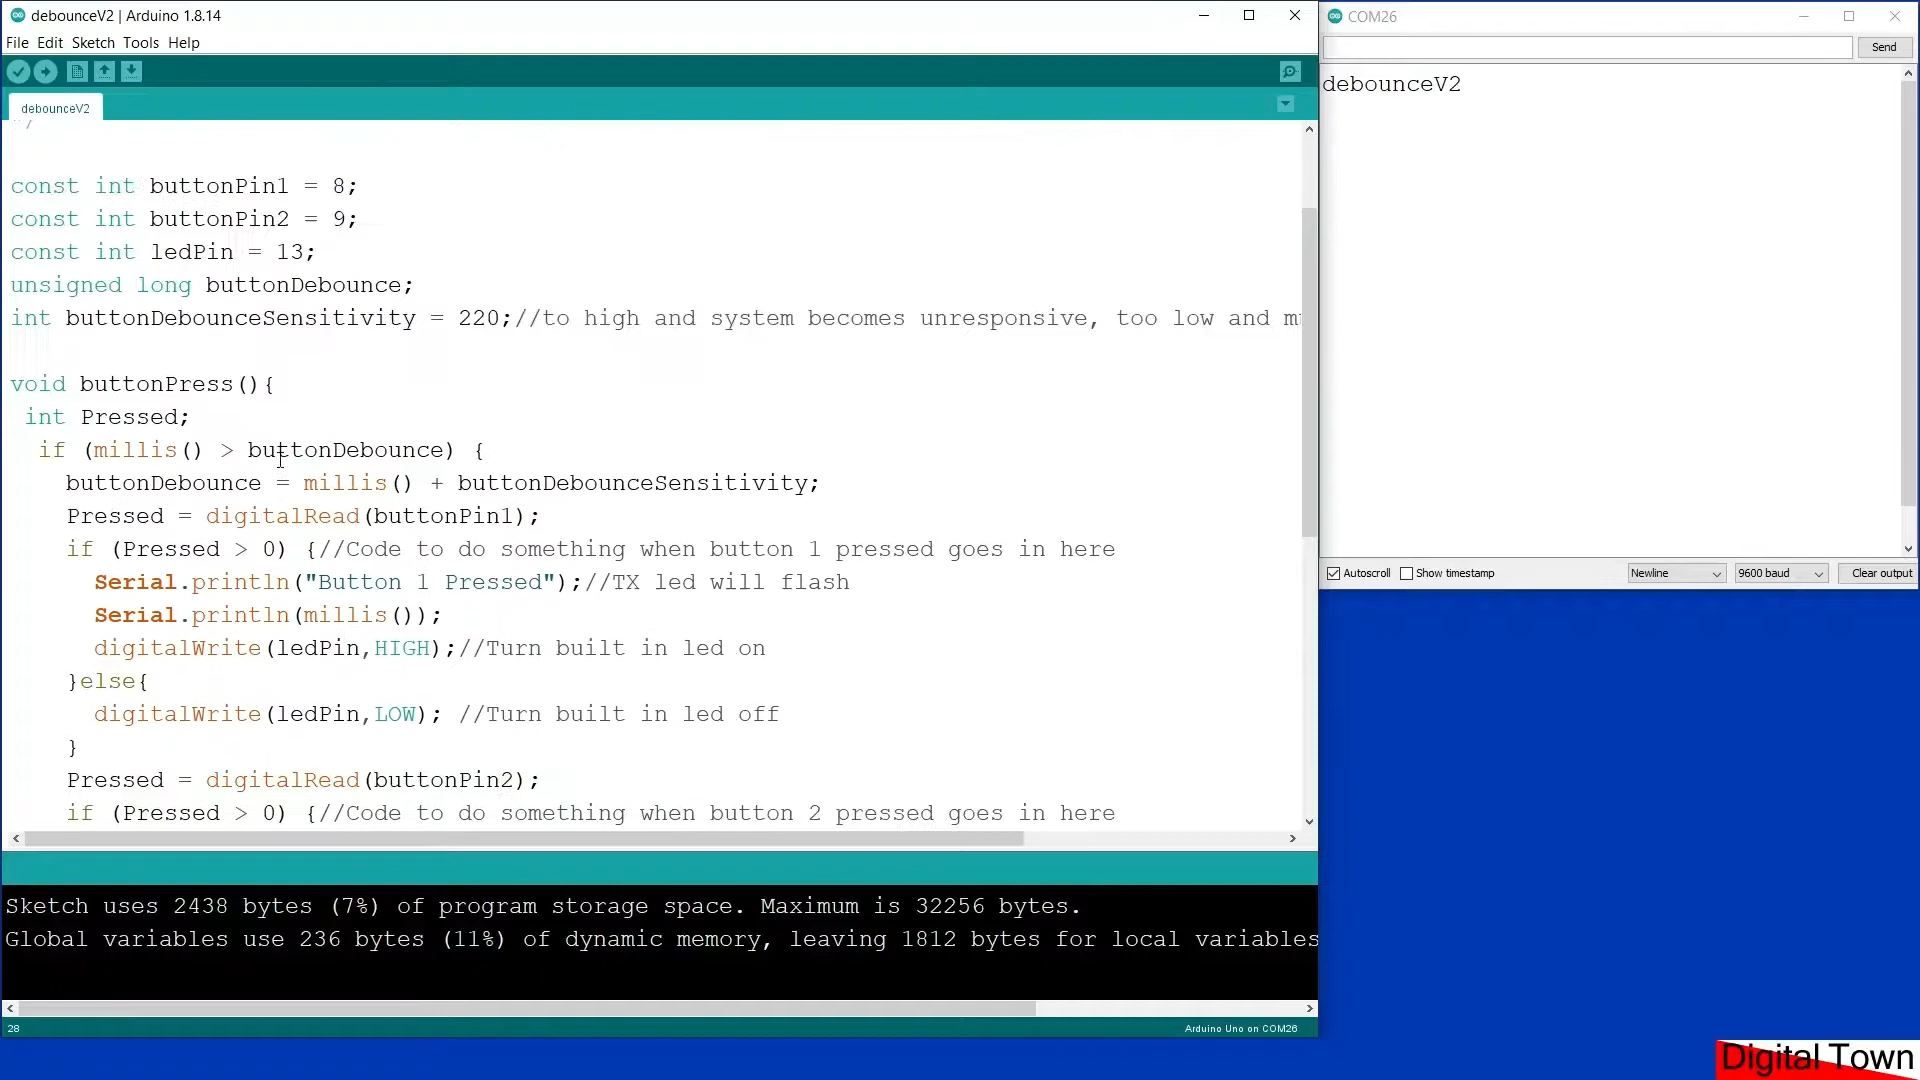 debounceV2 | Arduino 1.8.14
File Edit Sketch Tools Help
debounceV2
*/
const int buttonPin1 = 8;
const int buttonPin2 = 9;
const int ledPin = 13;
unsigned long buttonDebounce;
int buttonDebounceSensitivity = 220;//to high and system becomes unresponsive, too low and
void buttonPress(){
int Pressed;
if (millis() > buttonDebounce) {
buttonDebounce = millis() + buttonDebounceSensitivity;
Pressed = digitalRead(buttonPin1);
if (Pressed > 0) {//Code to do something when button 1 pressed goes in here
Serial.println("Button 1 Pressed");//TX led will flash
Serial.println(millis());
digitalWrite(ledPin,HIGH);//Turn built in led on
}else{
digitalWrite(ledPin,LOW); //Turn built in led off
}
Pressed = digitalRead(buttonPin2);
if (Pressed > 0) {//Code to do something when button 2 pressed goes in here
Sketch uses 2438 bytes (7%) of program storage space. Maximum is 32256 bytes.
Global variables use 236 bytes (11%) of dynamic memory, leaving 1812 bytes for local variables
28
Arduino Uno on COM26
COM26
Send
debounceV2
Autoscroll
Show timestamp
Newline
9600 baud
Clear output
Digital Town